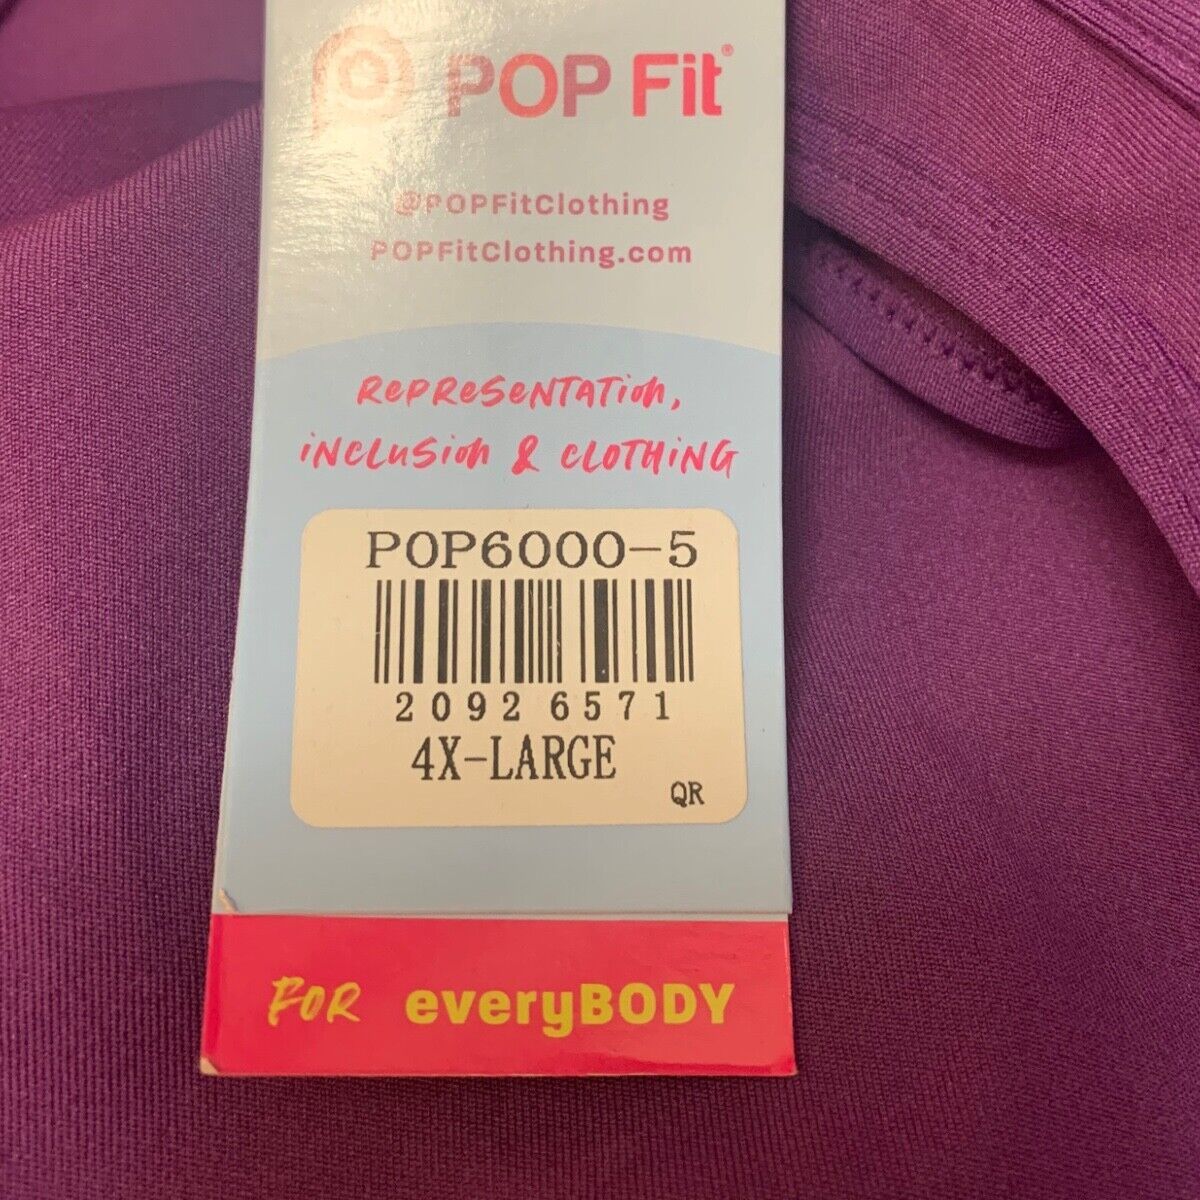 POP Fit®
@POPFitClothing
POPFitClothing.com
RePReSeNTATioN,
iNCLUSioN & CLOTHiNG
POP6000-5
2092 6571
4X-LARGE
QR
FOR everyBODY